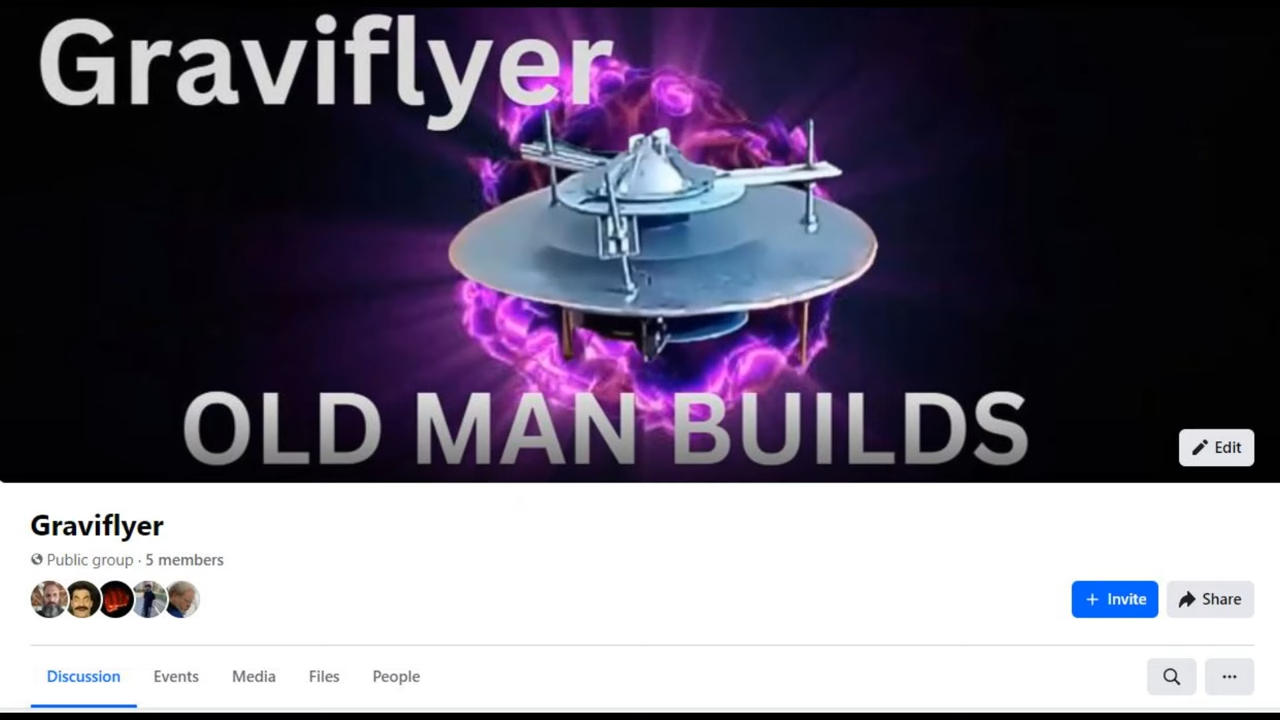 Graviflyer
OLD MAN BUILDS
Edit
Graviflyer
Public group · 5 members
+ Invite
Share
Discussion Events Media Files People